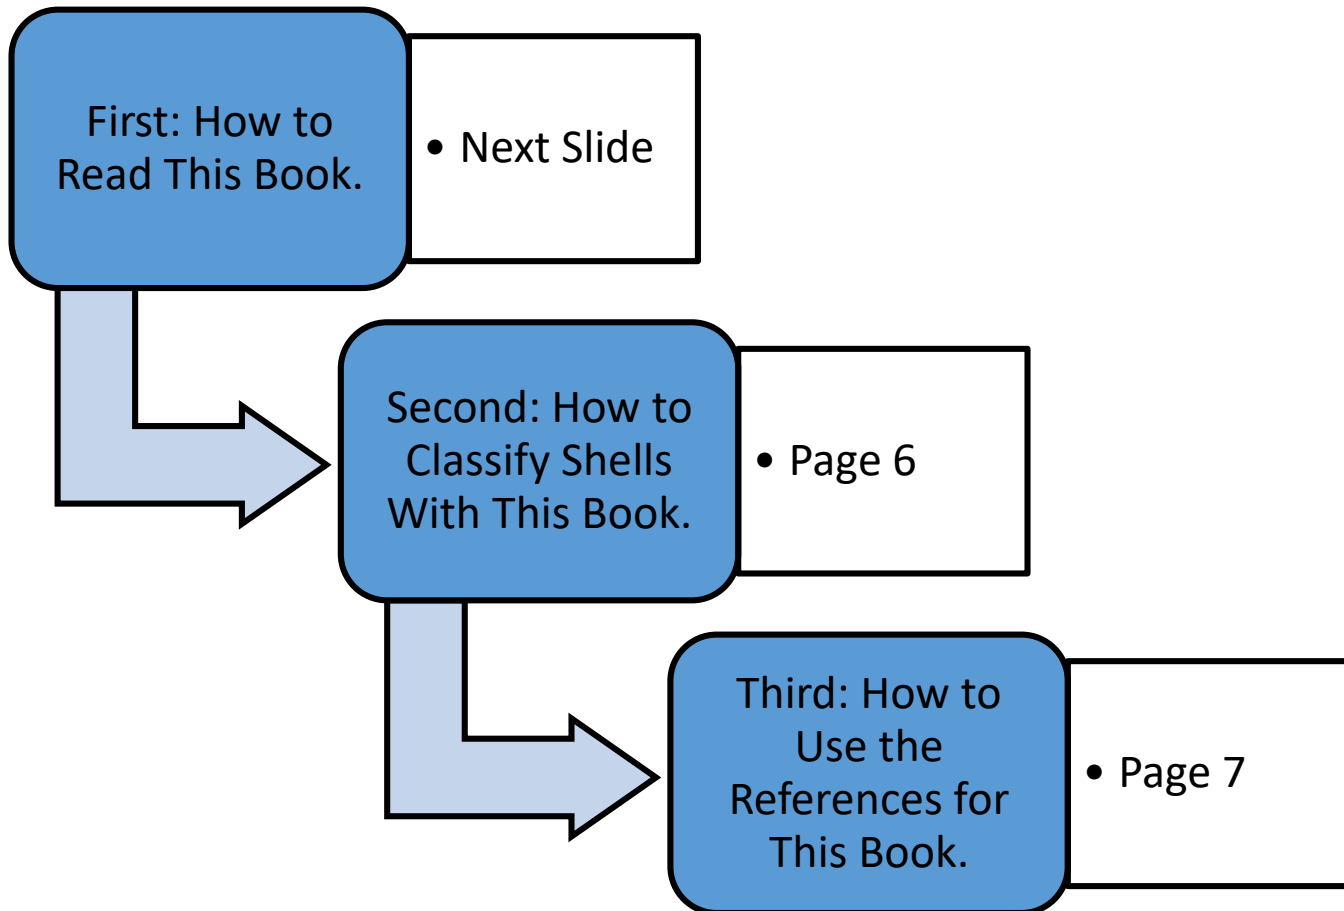 First: How to
Read This Book.
• Next Slide
Second: How to
Classify Shells
With This Book.
• Page 6
Third: How to
Use the
References for
This Book.
• Page 7